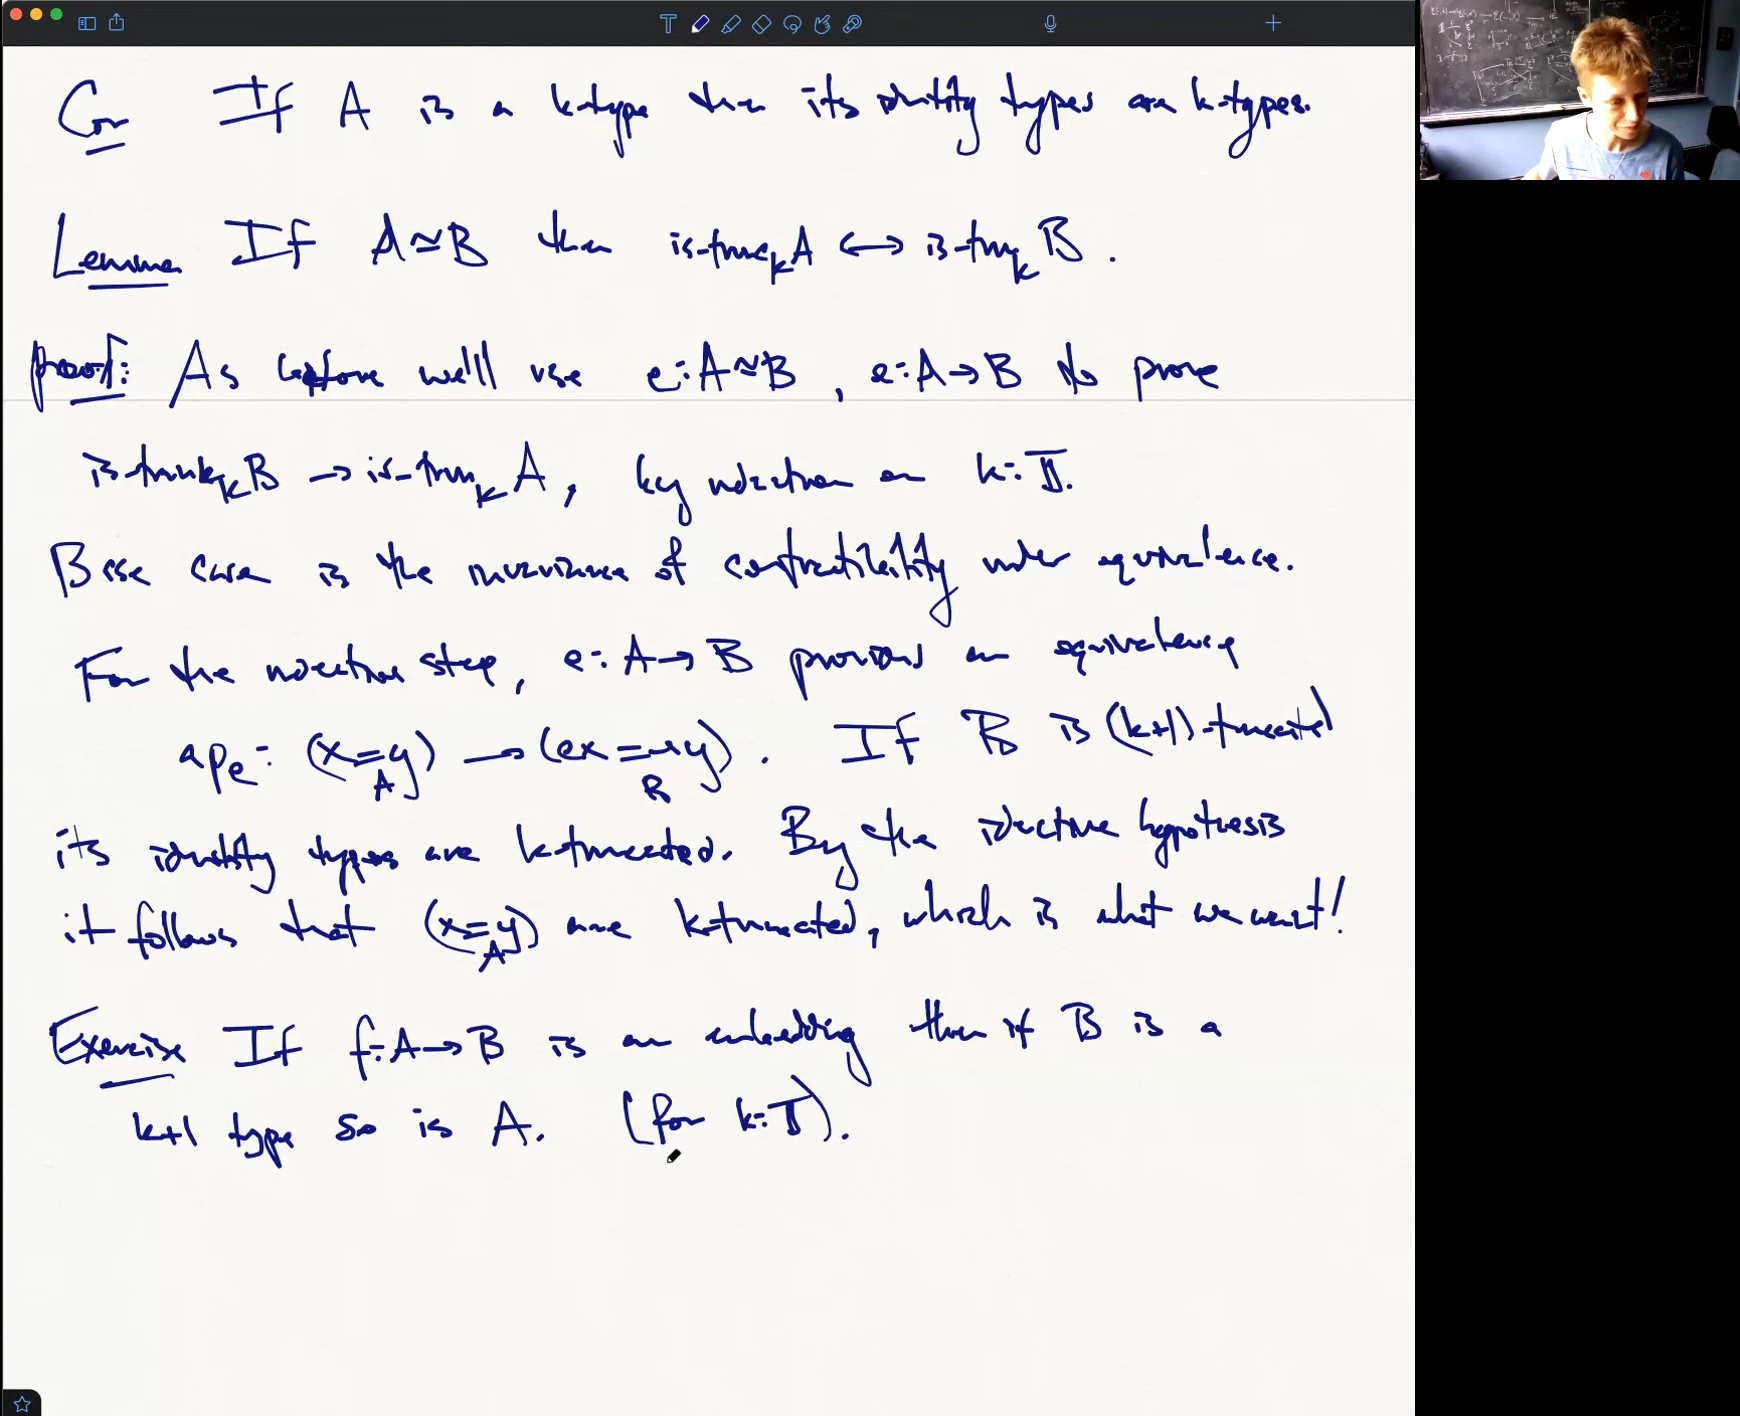 Cor If A is a k-type then its identity types are k-types.
Lemma If A ≃ B then is-trunc_k A ⟷ is-trunc_k B .
proof: As before we'll use e : A ≃ B , e : A → B to prove
is-trunc_k B → is-trunc_k A , by induction on k : 𝕋.
Base case is the invariance of contractibility under equivalence.
For the inductive step, e : A → B provides an equivalence
ap_e : (x =_A y) → (ex =_B ey) . If B is (k+1)-truncated
its identity types are k-truncated. By the inductive hypothesis
it follows that (x =_A y) are k-truncated, which is what we want!
Exercise If f : A → B is an embedding then if B is a
k+1 type so is A. (for k : 𝕋).